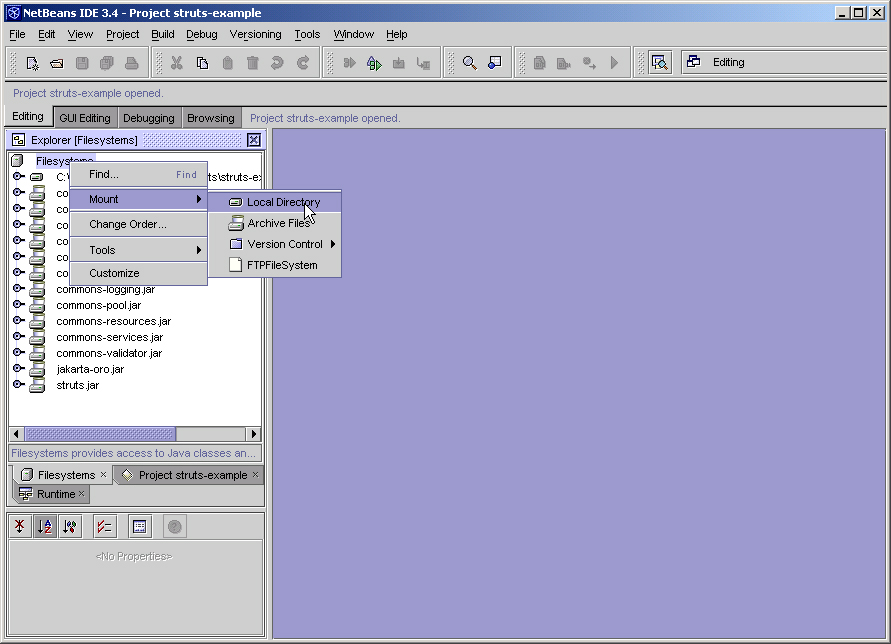 NetBeans IDE 3.4 - Project struts-example
File Edit View Project Build Debug Versioning Tools Window Help
Editing
Project struts-example opened.
Editing GUI Editing Debugging Browsing Project struts-example opened.
Explorer [Filesystems]
Filesystems
C:\ ts\struts-e
Find... Find
Mount
Change Order...
Tools
Customize
Local Directory
Archive Files
Version Control
FTPFileSystem
co
co
co
co
co
co
commons-logging.jar
commons-pool.jar
commons-resources.jar
commons-services.jar
commons-validator.jar
jakarta-oro.jar
struts.jar
Filesystems provides access to Java classes an...
Filesystems Project struts-example
Runtime
<No Properties>